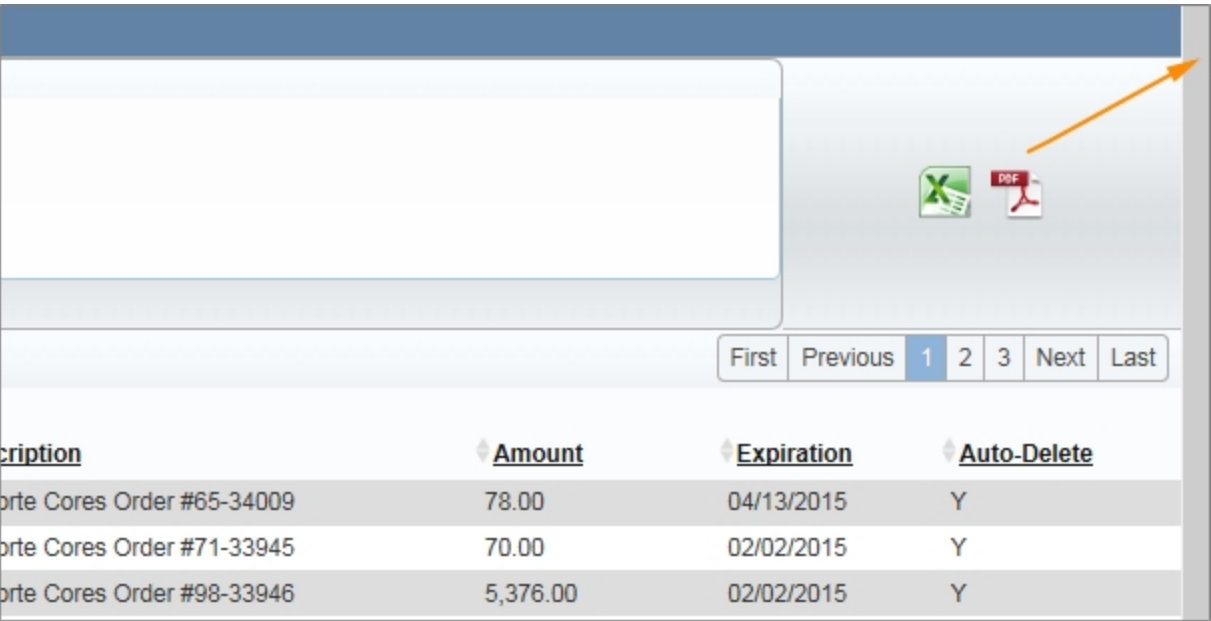 PDF
First Previous 1 2 3 Next Last
cription Amount Expiration Auto-Delete
orte Cores Order #65-34009 78.00 04/13/2015 Y
orte Cores Order #71-33945 70.00 02/02/2015 Y
orte Cores Order #98-33946 5,376.00 02/02/2015 Y